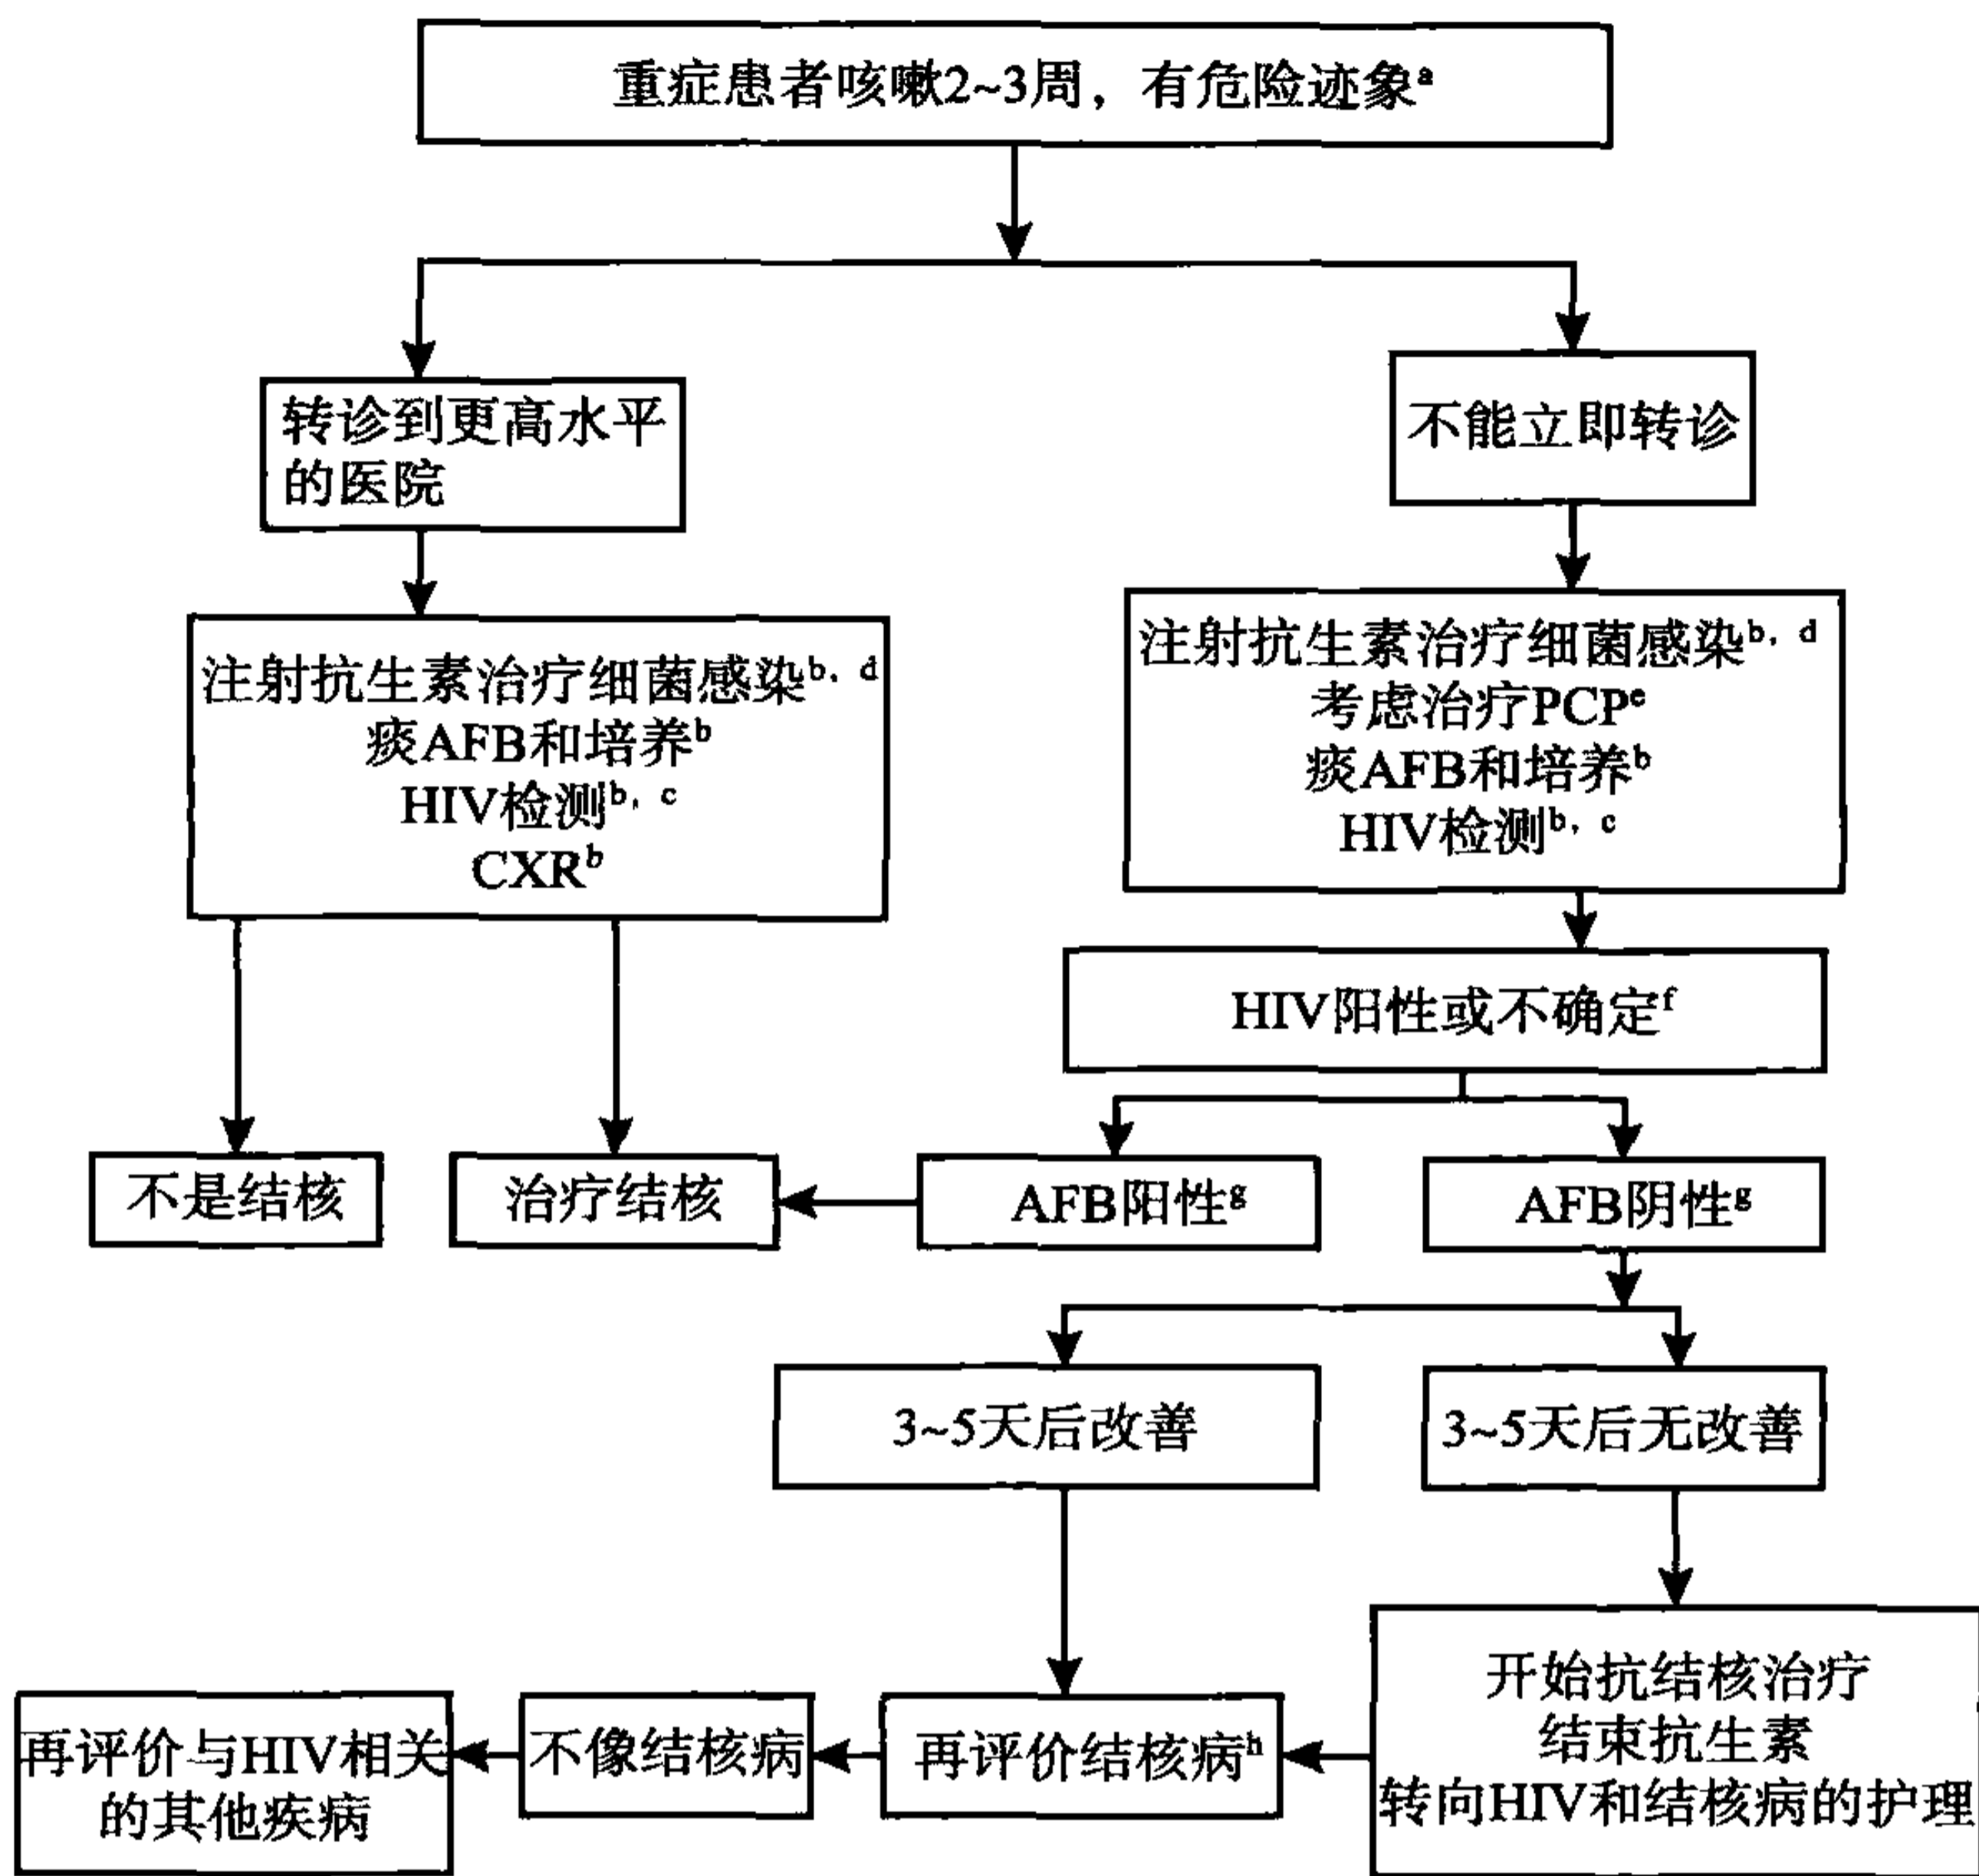 重症患者咳嗽2~3周，有危险迹象a
转诊到更高水平
的医院
不能立即转诊
注射抗生素治疗细菌感染b，d
痰AFB和培养b
HIV检测b，c
CXRb
注射抗生素治疗细菌感染b，d
考虑治疗PCPe
痰AFB和培养b
HIV检测b，c
HIV阳性或不确定f
不是结核
治疗结核
AFB阳性g
AFB阴性g
3~5天后改善
3~5天后无改善
再评价与HIV相关
的其他疾病
不像结核病
再评价结核病h
开始抗结核治疗
结束抗生素
转向HIV和结核病的护理